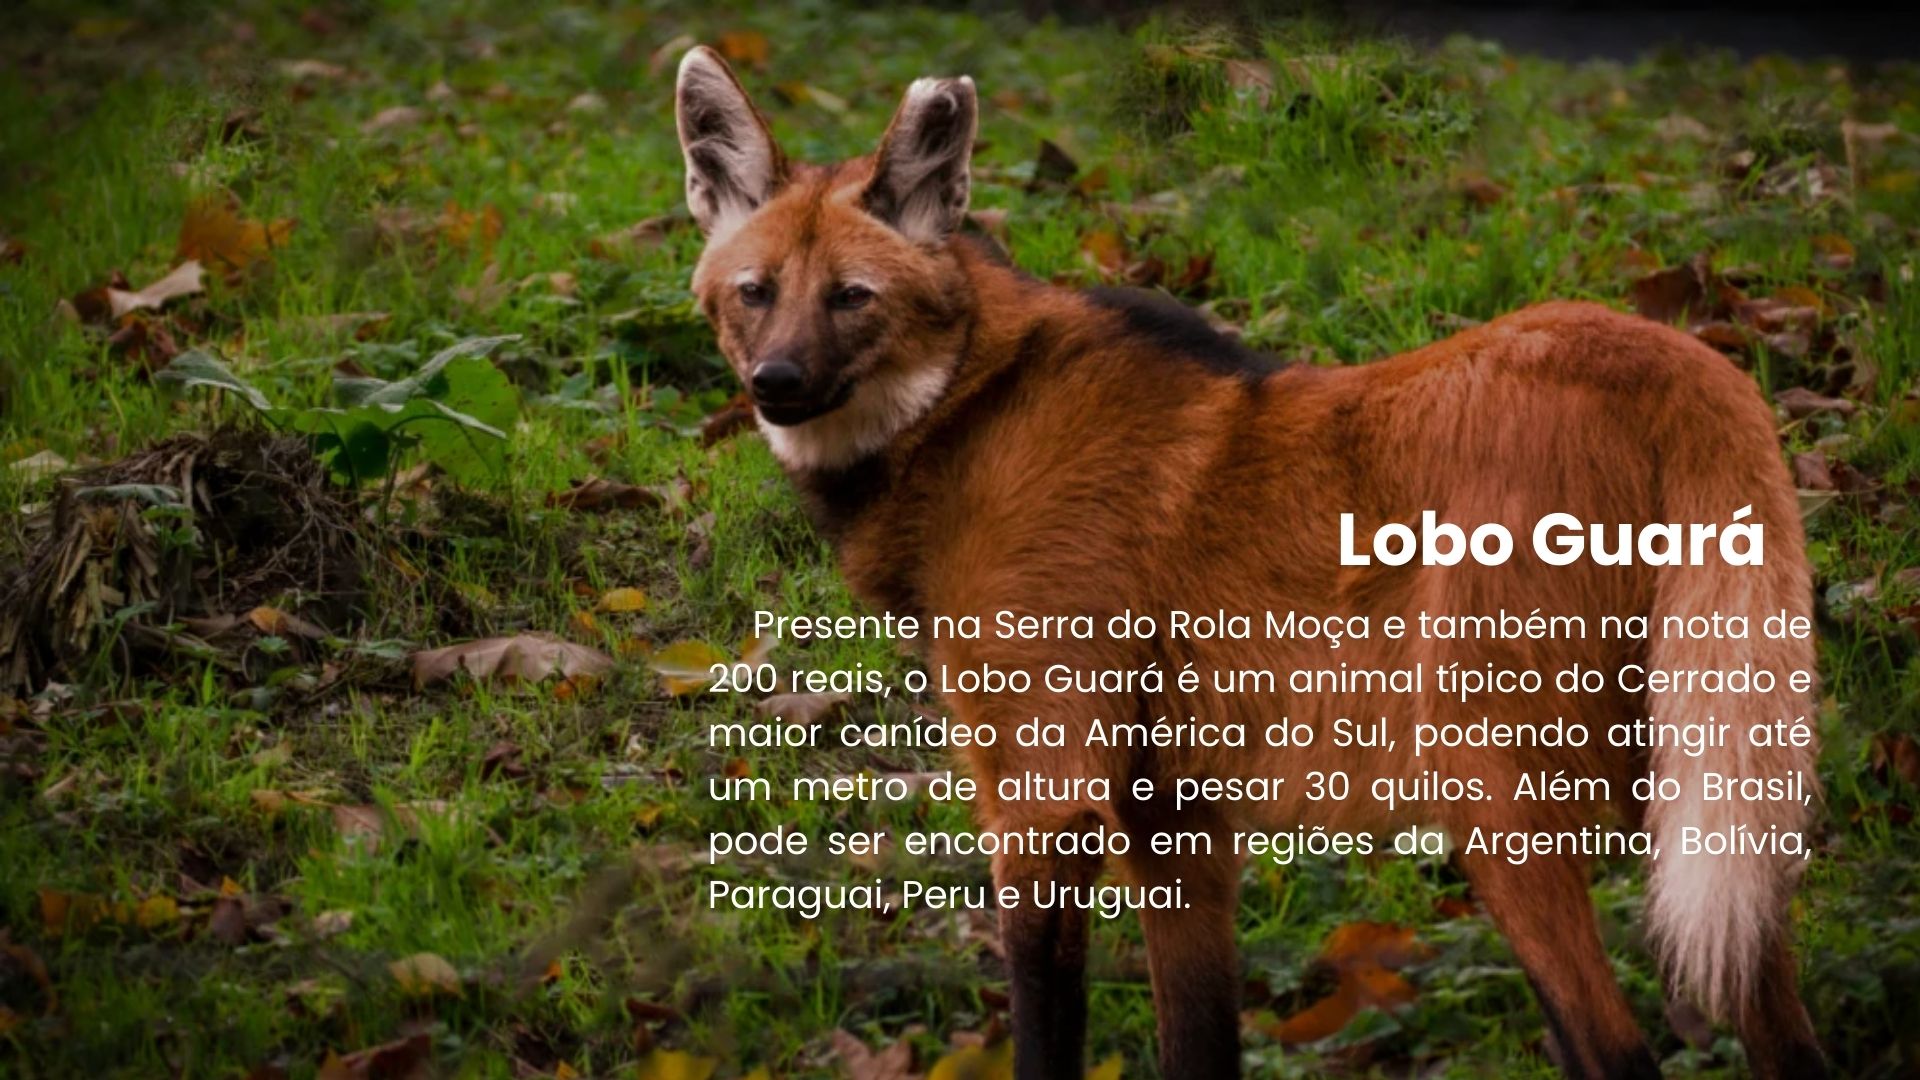 Lobo Guará
Presente na Serra do Rola Moça e também na nota de
200 reais, o Lobo Guará é um animal típico do Cerrado e
maior canídeo da América do Sul, podendo atingir até
um metro de altura e pesar 30 quilos. Além do Brasil,
pode ser encontrado em regiões da Argentina, Bolívia,
Paraguai, Peru e Uruguai.